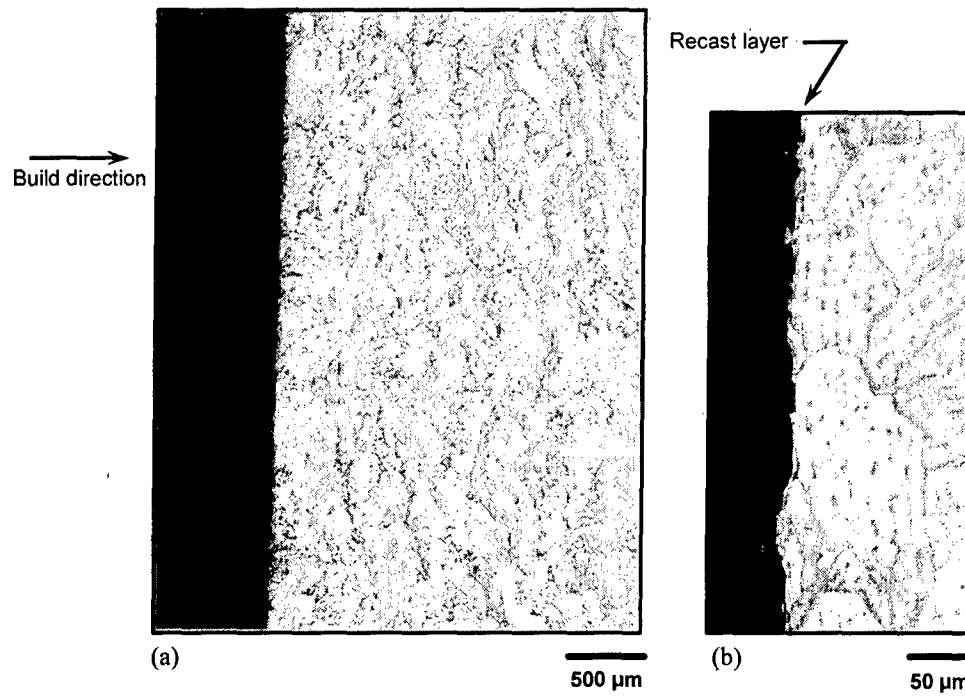 Recast layer
Build direction
(a)
500 µm
(b)
50 µm